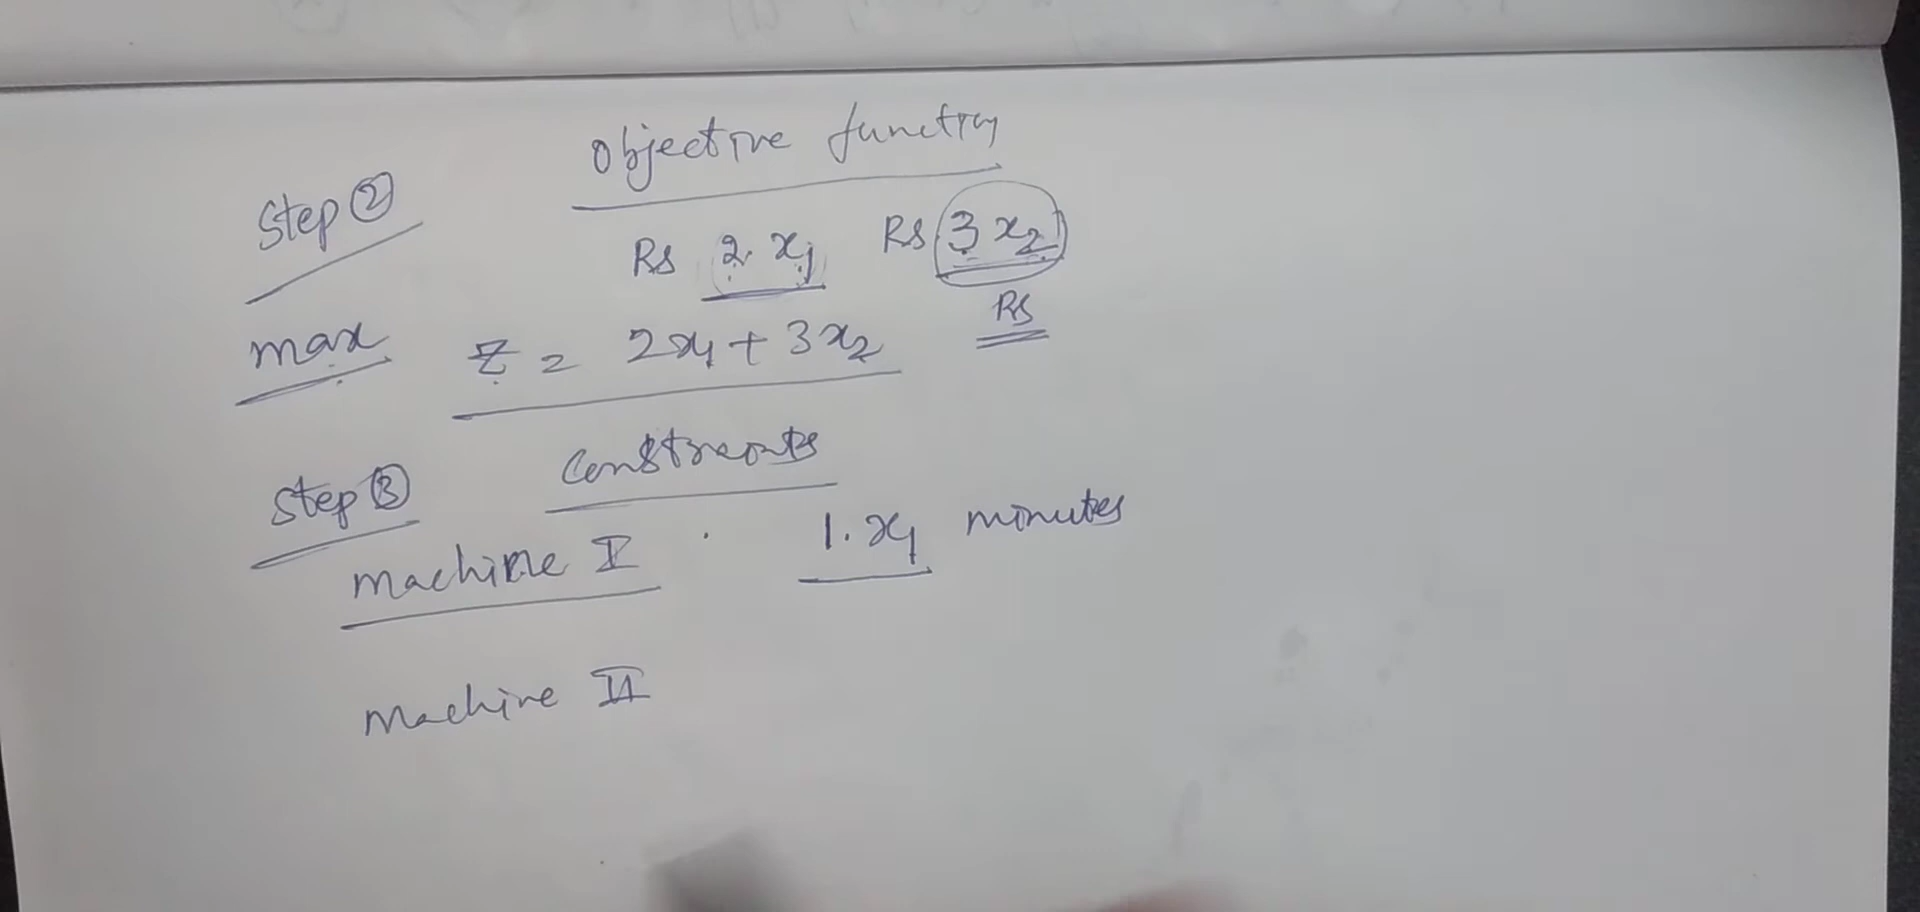 Objective function
Step ②
Rs 2. x₁ Rs 3 x₂
Rs
max Z = 2x₁ + 3x₂
Step ③ Constraints
Machine I 1. x₁ minutes
Machine II